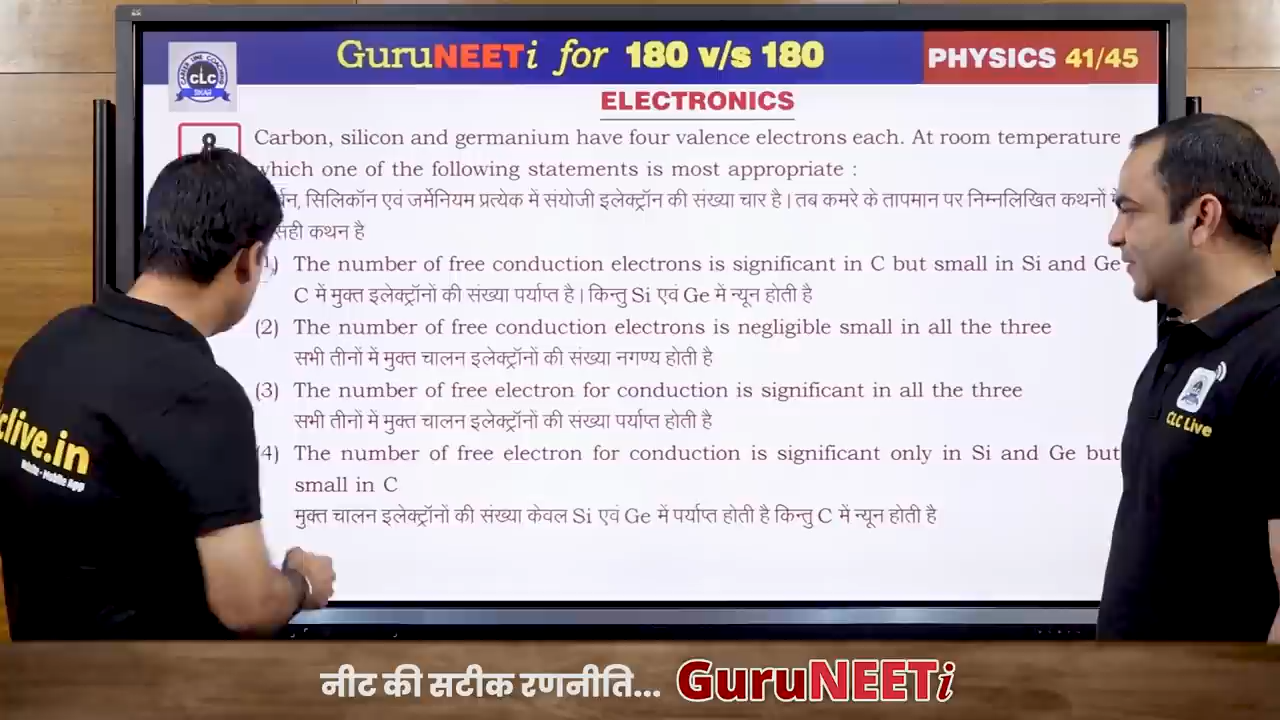 GuruNEETi for 180 v/s 180
PHYSICS 41/45
CLC
ELECTRONICS
Carbon, silicon and germanium have four valence electrons each. At room temperature
which one of the following statements is most appropriate :
सिलिकॉन एवं जर्मेनियम प्रत्येक में संयोजी इलेक्ट्रॉन की संख्या चार है। तब कमरे के तापमान पर निम्नलिखित कथनों
सही कथन है
The number of free conduction electrons is significant in C but small in Si and Ge
C में मुक्त इलेक्ट्रॉनों की संख्या पर्याप्त है। किन्तु Si एवं Ge में न्यून होती है
(2) The number of free conduction electrons is negligible small in all the three
सभी तीनों में मुक्त चालन इलेक्ट्रॉनों की संख्या नगण्य होती है
(3) The number of free electron for conduction is significant in all the three
सभी तीनों में मुक्त चालन इलेक्ट्रॉनों की संख्या पर्याप्त होती है
(4) The number of free electron for conduction is significant only in Si and Ge but
small in C
मुक्त चालन इलेक्ट्रॉनों की संख्या केवल Si एवं Ge में पर्याप्त होती है किन्तु C में न्यून होती है
clive.in
Mobile App
CLC Live
नीट की सटीक रणनीति... GuruNEETi